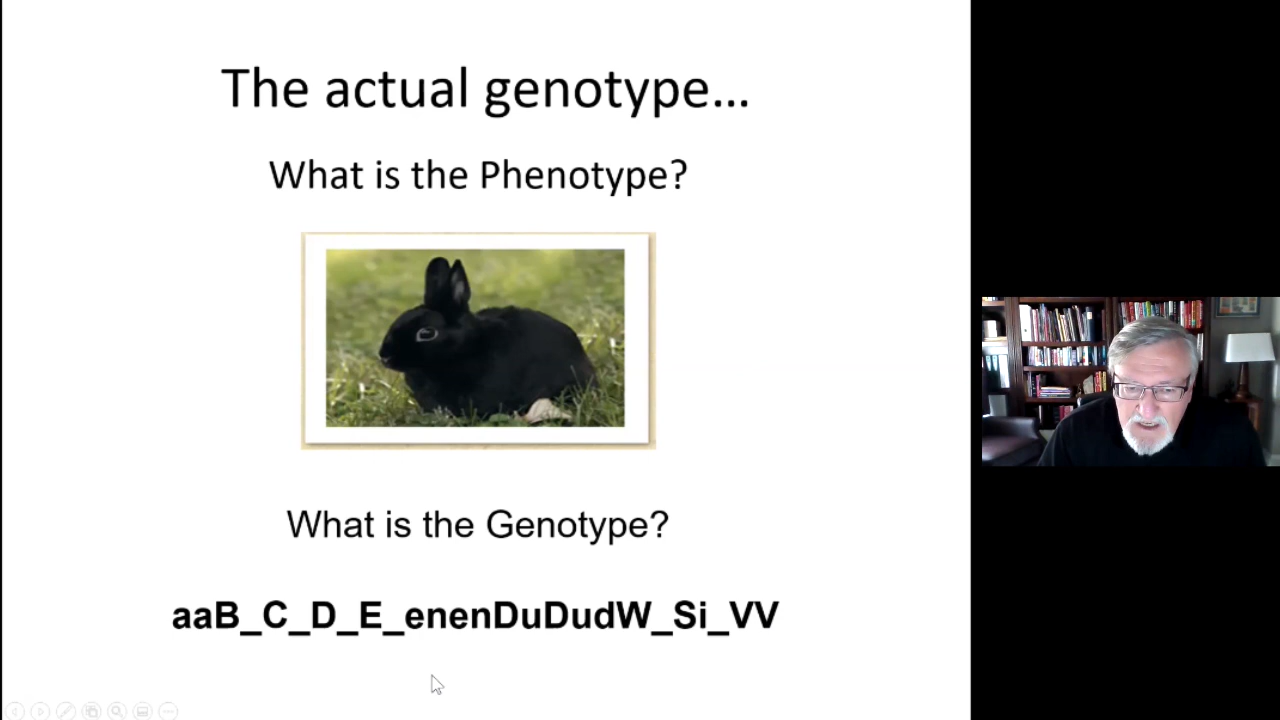 The actual genotype…
What is the Phenotype?
What is the Genotype?
aaB_C_D_E_enenDuDudW_Si_VV